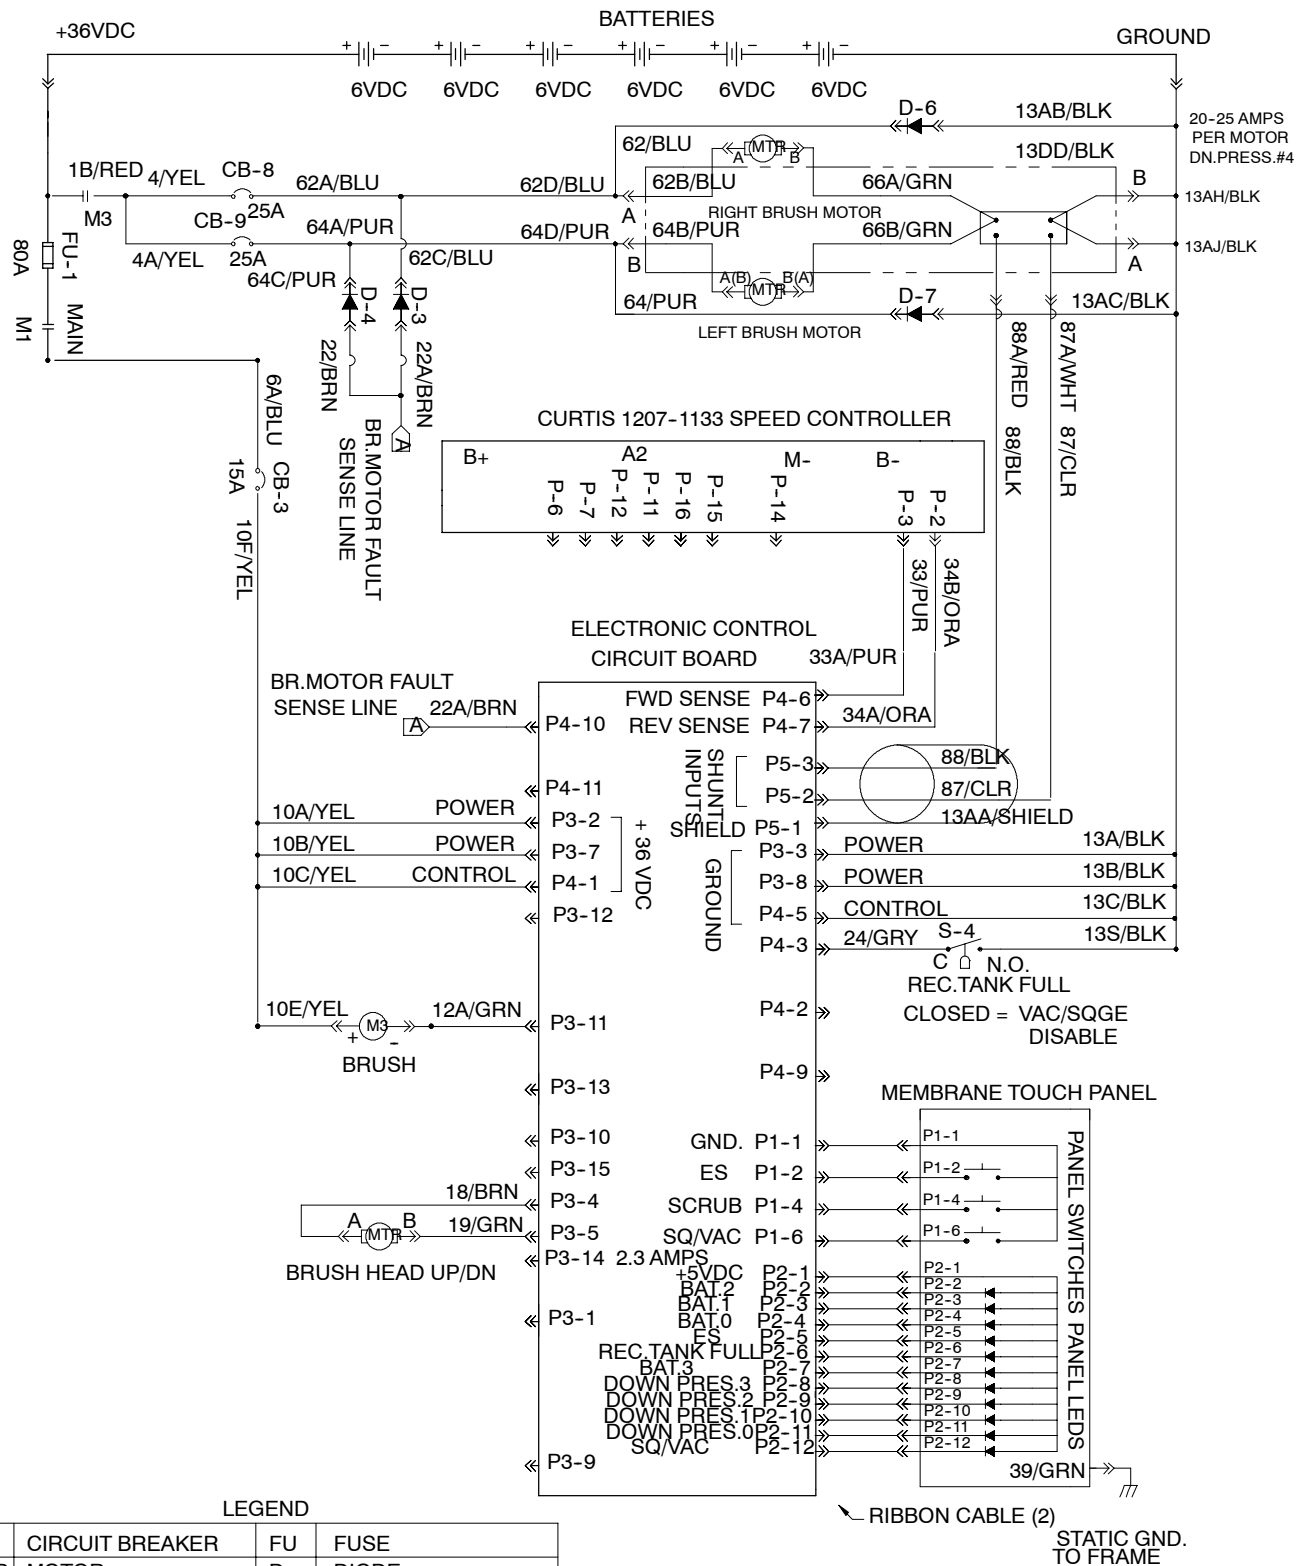 BATTERIES
+36VDC
GROUND
+ − + − + − + − + − + −
6VDC 6VDC 6VDC 6VDC 6VDC 6VDC
D-6
13AB/BLK
20-25 AMPS
PER MOTOR
DN.PRESS.#4
62/BLU
MTR
A B
13DD/BLK
1B/RED
4/YEL
CB-8
62A/BLU
62D/BLU
62B/BLU
66A/GRN
B
13AH/BLK
M3
25A
A
RIGHT BRUSH MOTOR
CB-9
64A/PUR
64D/PUR
64B/PUR
66B/GRN
13AJ/BLK
4A/YEL
25A
62C/BLU
B
A
64C/PUR
A(B) MTR B(A)
80A
FU-1
M1
MAIN
D-4
D-3
64/PUR
D-7
13AC/BLK
LEFT BRUSH MOTOR
22/BRN
22A/BRN
88A/RED
87A/WHT
88/BLK
87/CLR
6A/BLU
15A
CB-3
10F/YEL
A
BR.MOTOR FAULT
SENSE LINE
CURTIS 1207-1133 SPEED CONTROLLER
B+ A2 M- B-
P-6 P-7 P-12 P-11 P-16 P-15 P-14 P-3 P-2
33/PUR
34B/ORA
ELECTRONIC CONTROL
CIRCUIT BOARD
33A/PUR
BR.MOTOR FAULT
SENSE LINE
A
22A/BRN
P4-10
FWD SENSE P4-6
REV SENSE P4-7
34A/ORA
SHUNT
INPUTS
P5-3
88/BLK
P5-2
87/CLR
SHIELD P5-1
13AA/SHIELD
P4-11
10A/YEL POWER P3-2
10B/YEL POWER P3-7
10C/YEL CONTROL P4-1
+36 VDC
P3-12
GROUND
P3-3 POWER 13A/BLK
P3-8 POWER 13B/BLK
P4-5 CONTROL 13C/BLK
P4-3 24/GRY S-4 13S/BLK
C N.O.
REC.TANK FULL
CLOSED = VAC/SQGE
DISABLE
P4-2
10E/YEL
12A/GRN
P3-11
+ M3 -
BRUSH
P4-9
P3-13
MEMBRANE TOUCH PANEL
P3-10
GND. P1-1 P1-1
P3-15
ES P1-2 P1-2
18/BRN
P3-4
SCRUB P1-4 P1-4
A MTR B
19/GRN
P3-5
SQ/VAC P1-6 P1-6
P3-14 2.3 AMPS
BRUSH HEAD UP/DN
+5VDC P2-1 P2-1
BAT.2 P2-2 P2-2
BAT.1 P2-3 P2-3
BAT.0 P2-4 P2-4
P3-1
ES P2-5 P2-5
REC.TANK FULL P2-6 P2-6
BAT.3 P2-7 P2-7
DOWN PRES.3 P2-8 P2-8
DOWN PRES.2 P2-9 P2-9
DOWN PRES.1 P2-10 P2-10
DOWN PRES.0 P2-11 P2-11
SQ/VAC P2-12 P2-12
PANEL SWITCHES PANEL LEDS
P3-9
39/GRN
RIBBON CABLE (2)
STATIC GND.
TO FRAME
LEGEND
CIRCUIT BREAKER FU FUSE